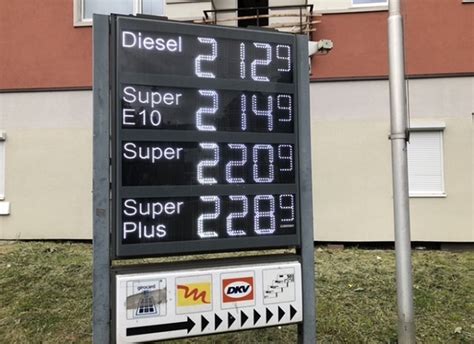 Diesel 2 12 9
Super
E10 2 14 9
Super 2 20 9
Super
Plus 2 28 9
geocard
m
DKV